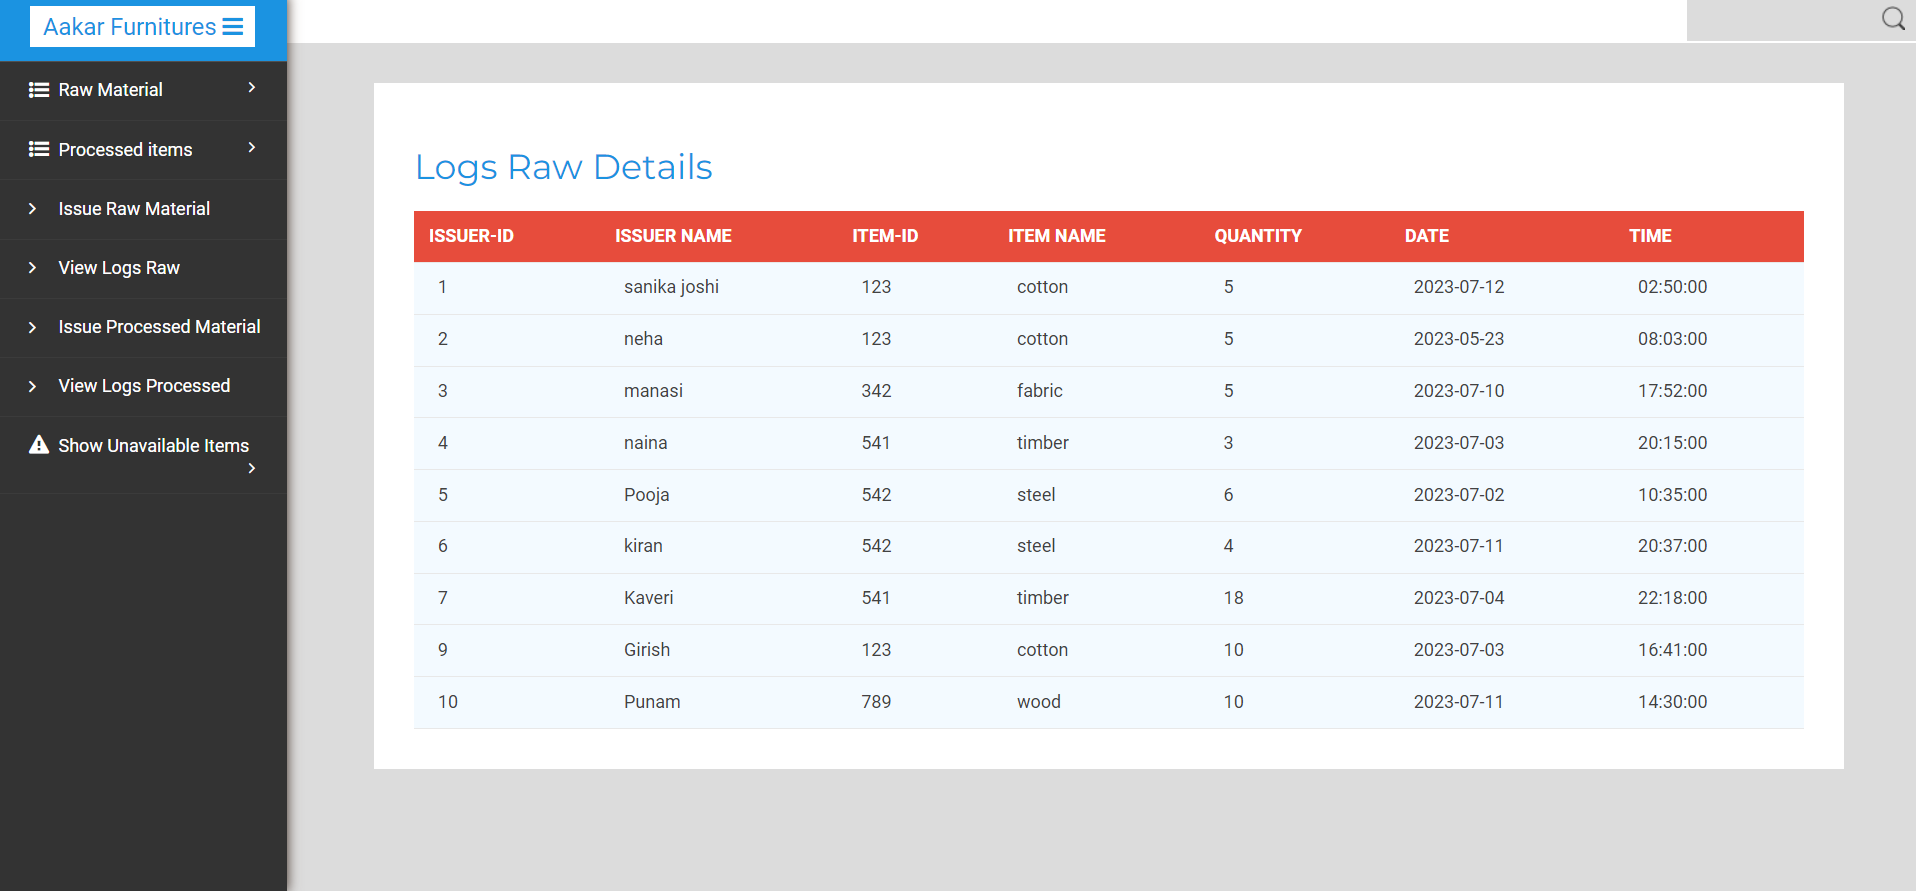 Aakar Furnitures
Raw Material
Processed items
Issue Raw Material
View Logs Raw
Issue Processed Material
View Logs Processed
Show Unavailable Items
Logs Raw Details
ISSUER-ID ISSUER NAME ITEM-ID ITEM NAME QUANTITY DATE TIME
1 sanika joshi 123 cotton 5 2023-07-12 02:50:00
2 neha 123 cotton 5 2023-05-23 08:03:00
3 manasi 342 fabric 5 2023-07-10 17:52:00
4 naina 541 timber 3 2023-07-03 20:15:00
5 Pooja 542 steel 6 2023-07-02 10:35:00
6 kiran 542 steel 4 2023-07-11 20:37:00
7 Kaveri 541 timber 18 2023-07-04 22:18:00
9 Girish 123 cotton 10 2023-07-03 16:41:00
10 Punam 789 wood 10 2023-07-11 14:30:00